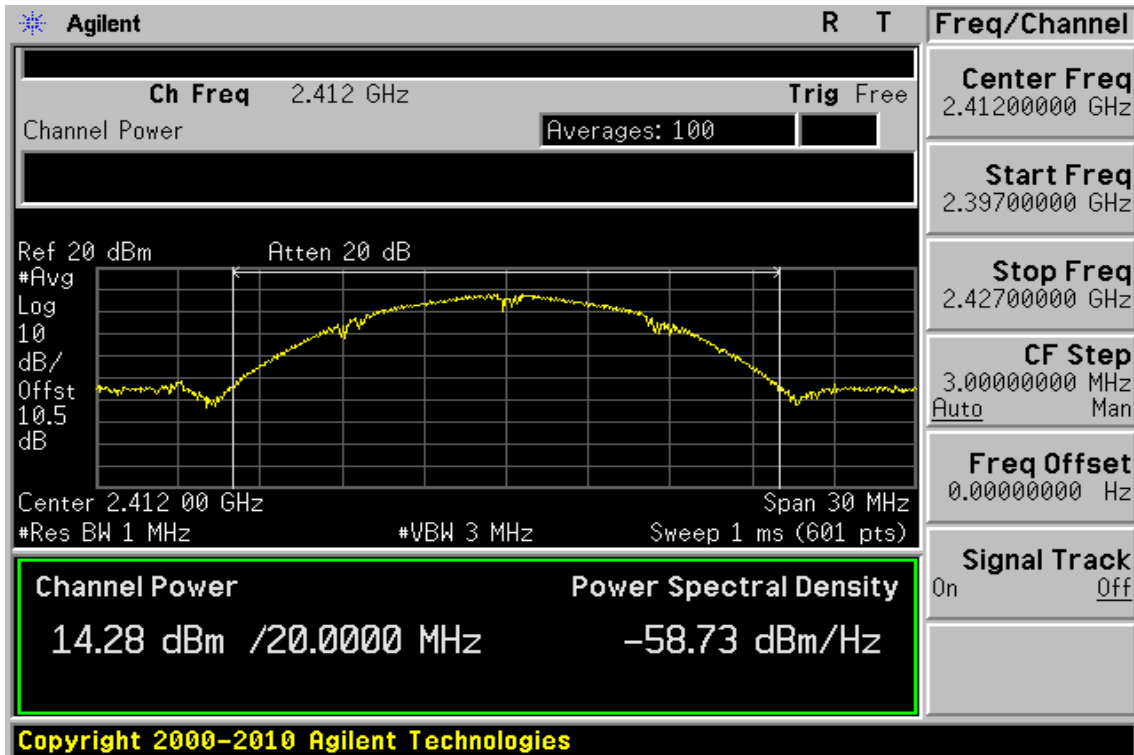 Agilent R T
Ch Freq 2.412 GHz Trig Free
Channel Power Averages: 100
Ref 20 dBm Atten 20 dB
#Avg
Log
10
dB/
Offst
10.5
dB
Center 2.412 00 GHz Span 30 MHz
#Res BW 1 MHz #VBW 3 MHz Sweep 1 ms (601 pts)
Channel Power Power Spectral Density
14.28 dBm /20.0000 MHz -58.73 dBm/Hz
Copyright 2000-2010 Agilent Technologies
Freq/Channel
Center Freq
2.41200000 GHz
Start Freq
2.39700000 GHz
Stop Freq
2.42700000 GHz
CF Step
3.00000000 MHz
Auto Man
Freq Offset
0.00000000 Hz
Signal Track
On Off